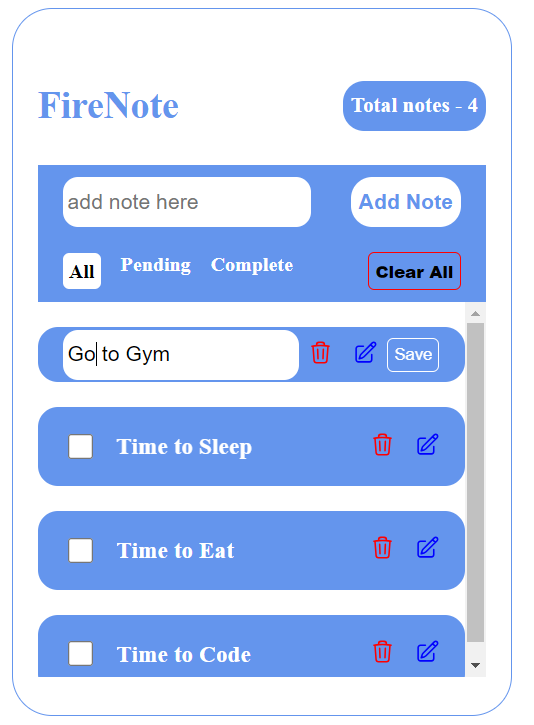 FireNote
Total notes - 4
add note here
Add Note
All
Pending
Complete
Clear All
Go to Gym
Save
Time to Sleep
Time to Eat
Time to Code